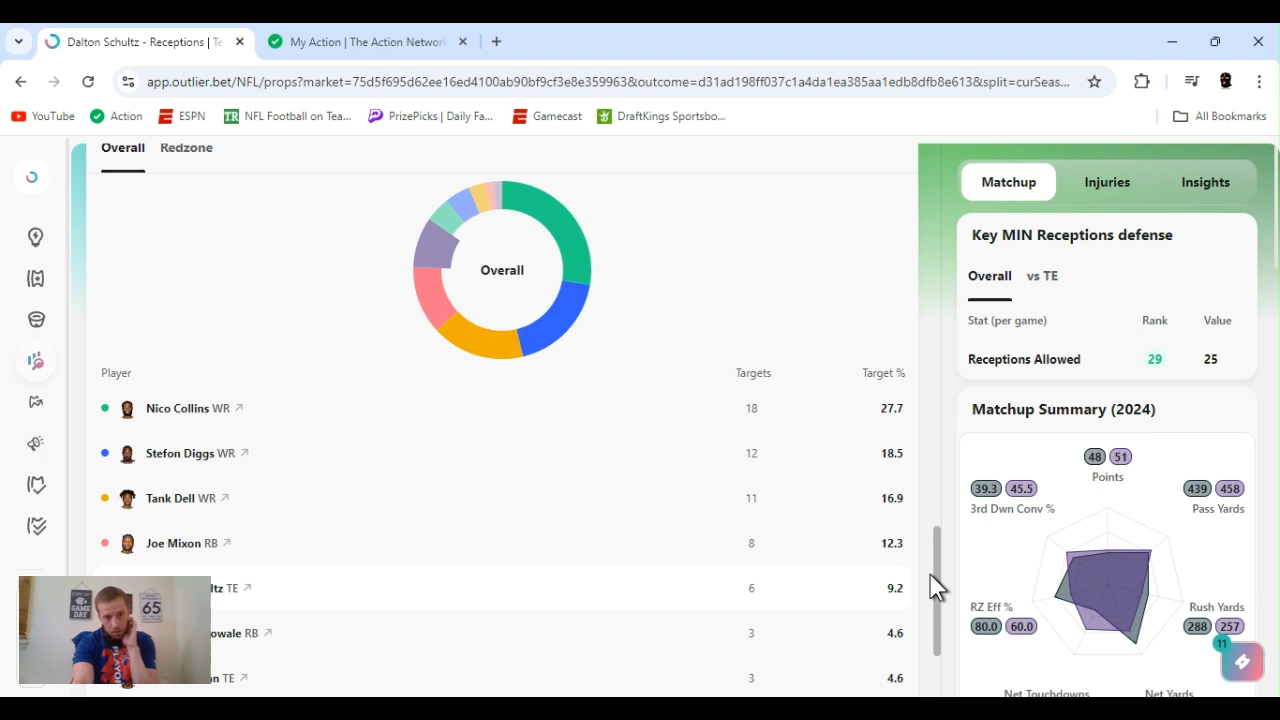 Dalton Schultz - Receptions | Te
My Action | The Action Networ
app.outlier.bet/NFL/props?market=75d5f695d62ee16ed4100ab90bf9cf3e8e359963&outcome=d31ad198ff037c1a4da1ea385aa1edb8dfb8e613&split=curSeas...
YouTube Action ESPN NFL Football on Tea... PrizePicks | Daily Fa... Gamecast DraftKings Sportsbo... All Bookmarks
Overall Redzone
Overall
Player Targets Target %
Nico Collins WR 18 27.7
Stefon Diggs WR 12 18.5
Tank Dell WR 11 16.9
Joe Mixon RB 8 12.3
ltz TE 6 9.2
owale RB 3 4.6
an TE 3 4.6
Matchup Injuries Insights
Key MIN Receptions defense
Overall vs TE
Stat (per game) Rank Value
Receptions Allowed 29 25
Matchup Summary (2024)
48 51
Points
39.3 45.5
3rd Dwn Conv %
439 458
Pass Yards
RZ Eff %
80.0 60.0
Rush Yards
288 257
11
Net Touchdowns Net Yards
GAME
DAY
65